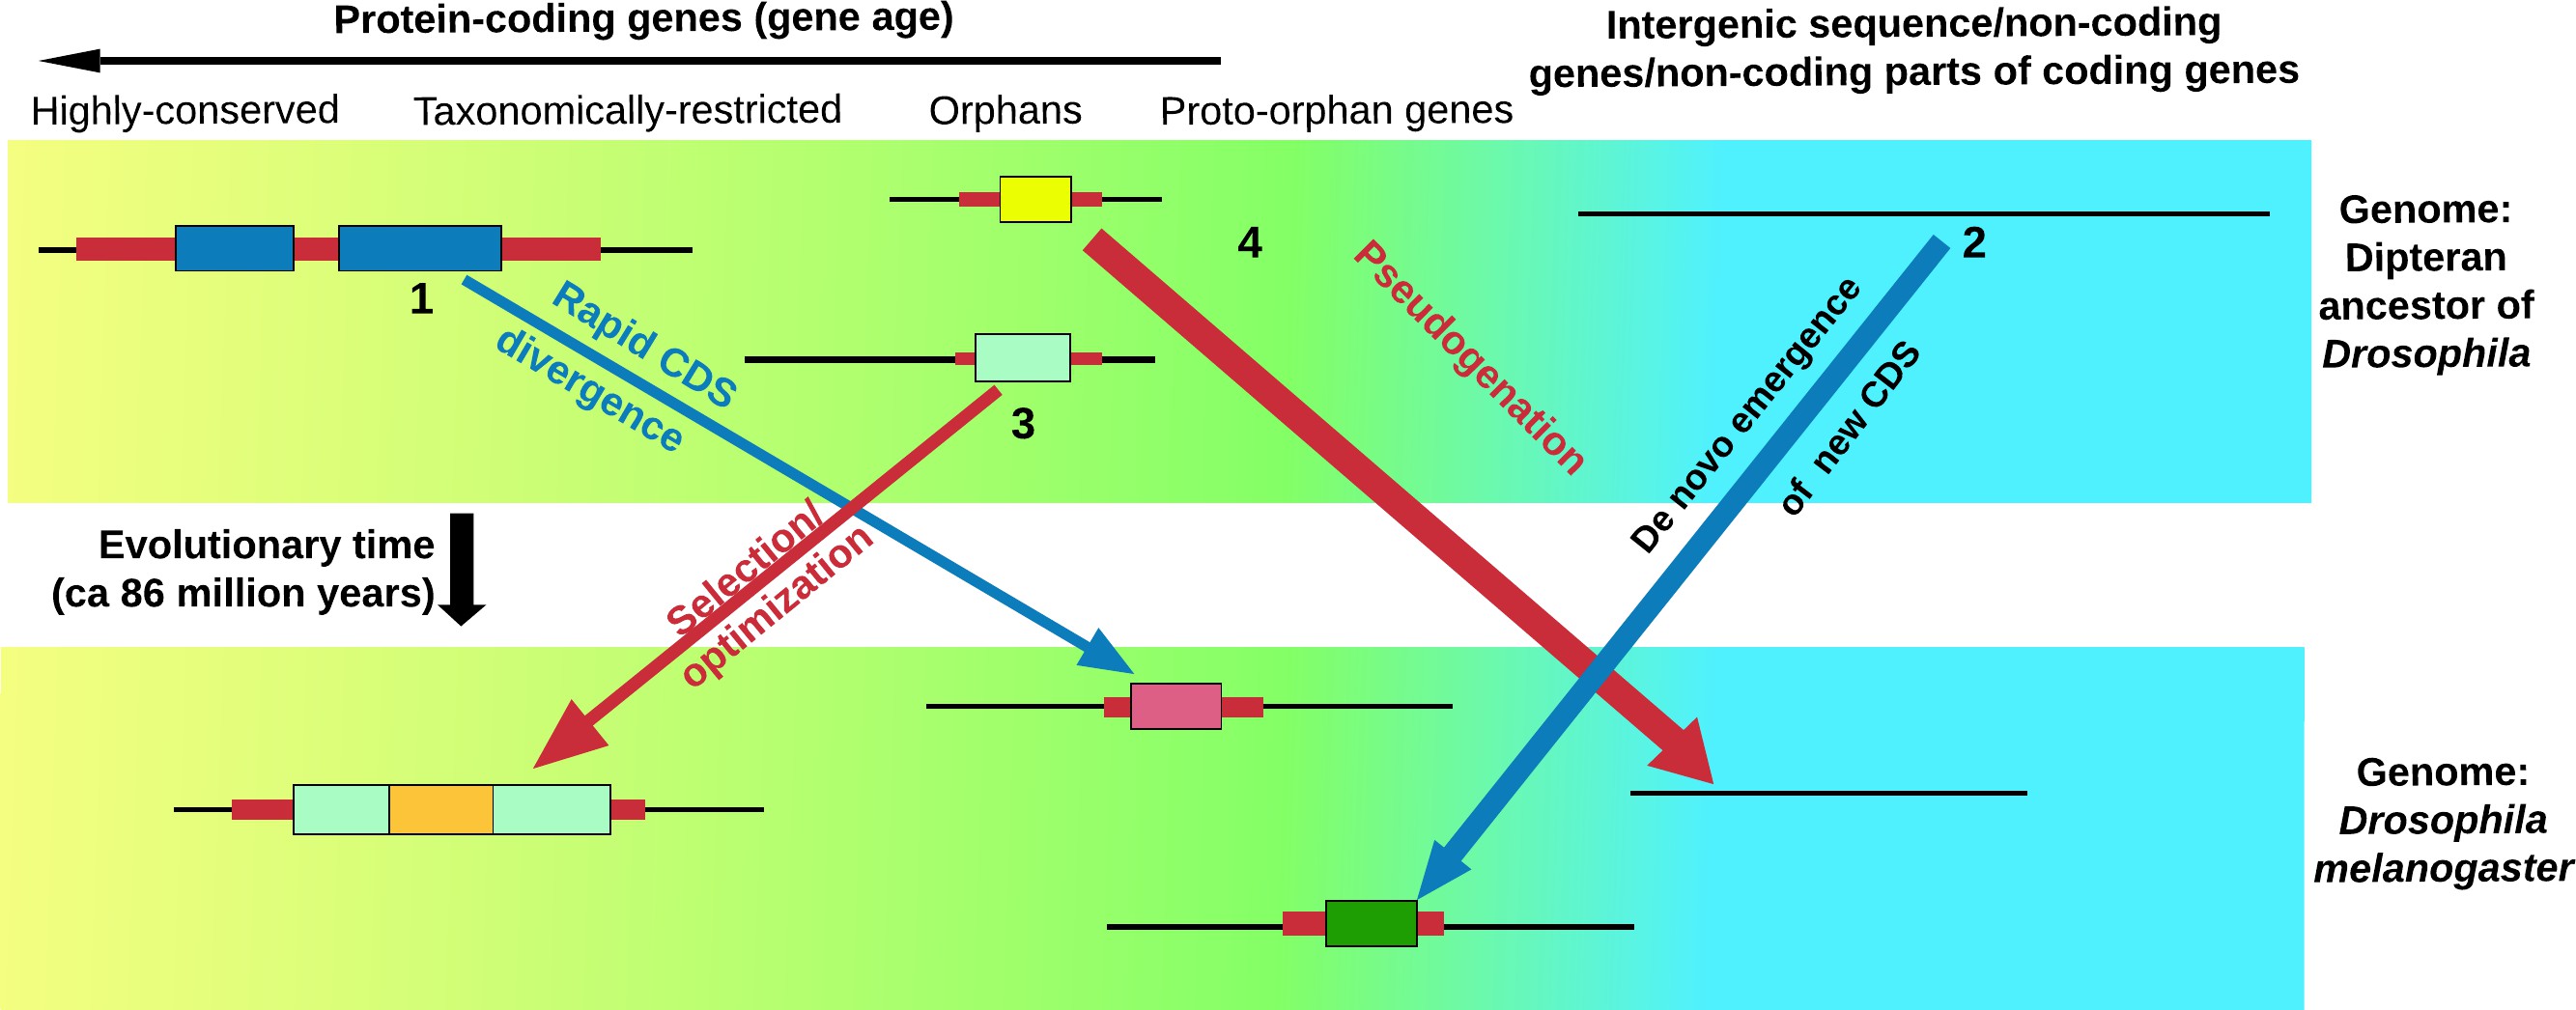 Protein-coding genes (gene age)
Intergenic sequence/non-coding
genes/non-coding parts of coding genes
Highly-conserved
Taxonomically-restricted
Orphans
Proto-orphan genes
1
Rapid CDS
divergence
3
4
Pseudogenation
2
De novo emergence
of new CDS
Genome:
Dipteran
ancestor of
Drosophila
Evolutionary time
(ca 86 million years)
Selection/
optimization
Genome:
Drosophila
melanogaster